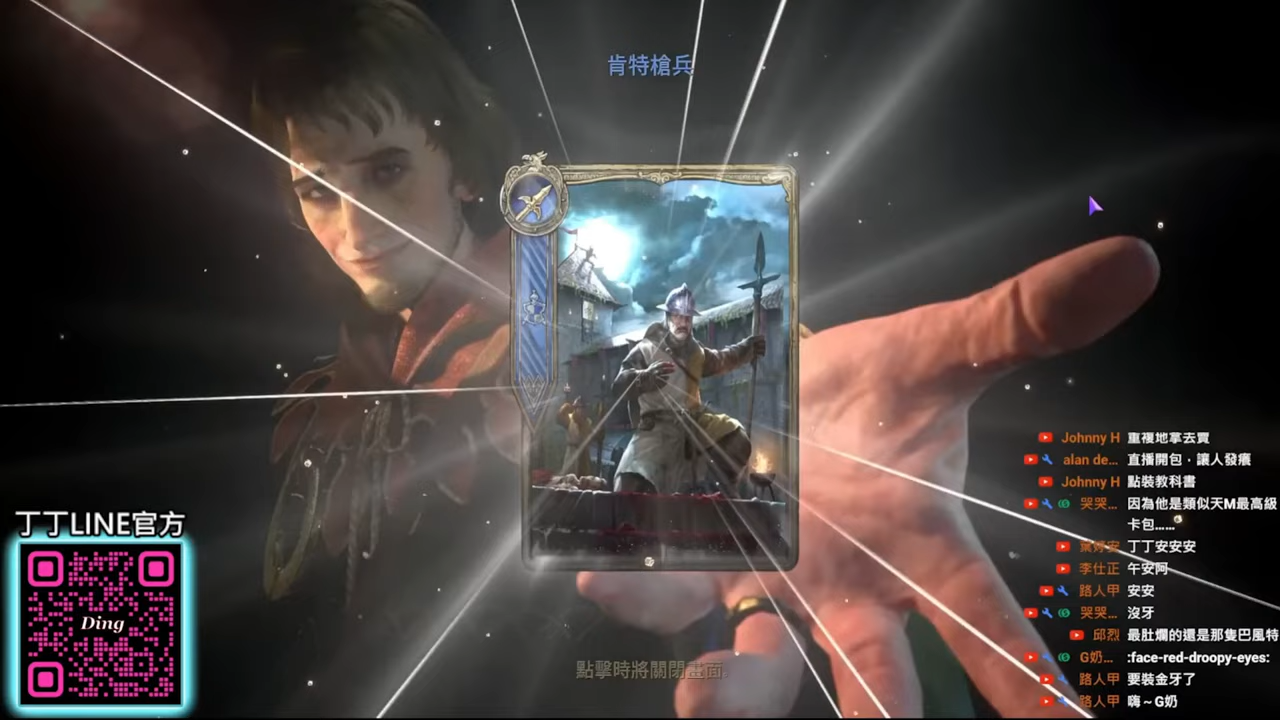 肯特槍兵
Johnny H 重複地掌去買
alan de... 直播開包，讓人發癢
Johnny H 點裝教科書
哭哭... 因為他是類似天M最高級
卡包......
丁丁安安安
李仕正 午安阿
路人甲 安安
哭哭... 沒牙
邱烈 最肚爛的還是那隻巴風特
G奶... :face-red-droopy-eyes:
路人甲 要裝金牙了
路人甲 嗨~G奶
丁丁LINE官方
Ding
點擊時將關閉畫面